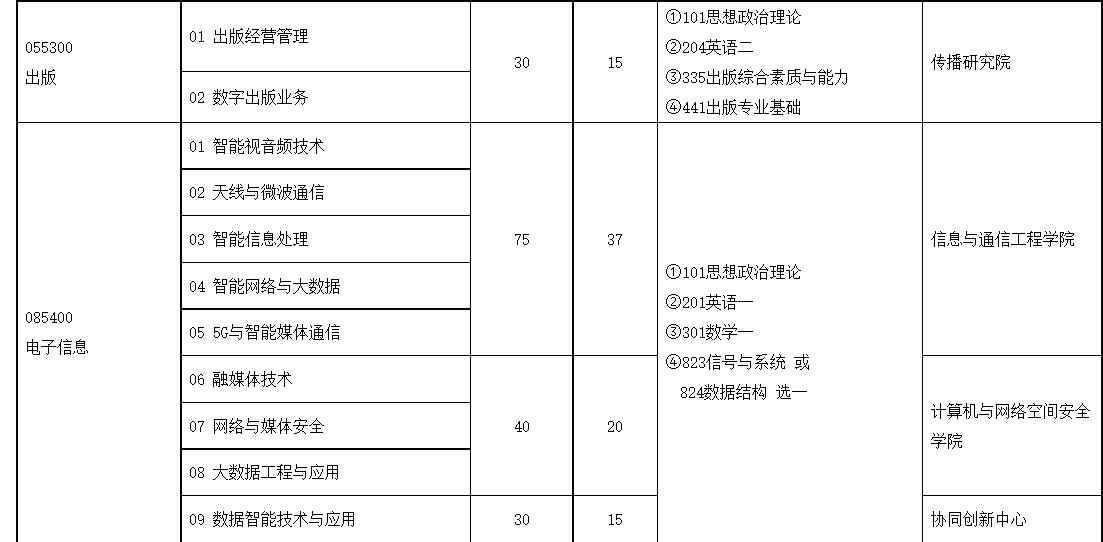 055300
出版
01 出版经营管理
02 数字出版业务
30
15
①101思想政治理论
②204英语二
③335出版综合素质与能力
④441出版专业基础
传播研究院
085400
电子信息
01 智能视音频技术
02 天线与微波通信
03 智能信息处理
04 智能网络与大数据
05 5G与智能媒体通信
75
37
信息与通信工程学院
①101思想政治理论
②201英语一
③301数学一
④823信号与系统 或
824数据结构 选一
06 融媒体技术
07 网络与媒体安全
08 大数据工程与应用
40
20
计算机与网络空间安全
学院
09 数据智能技术与应用
30
15
协同创新中心